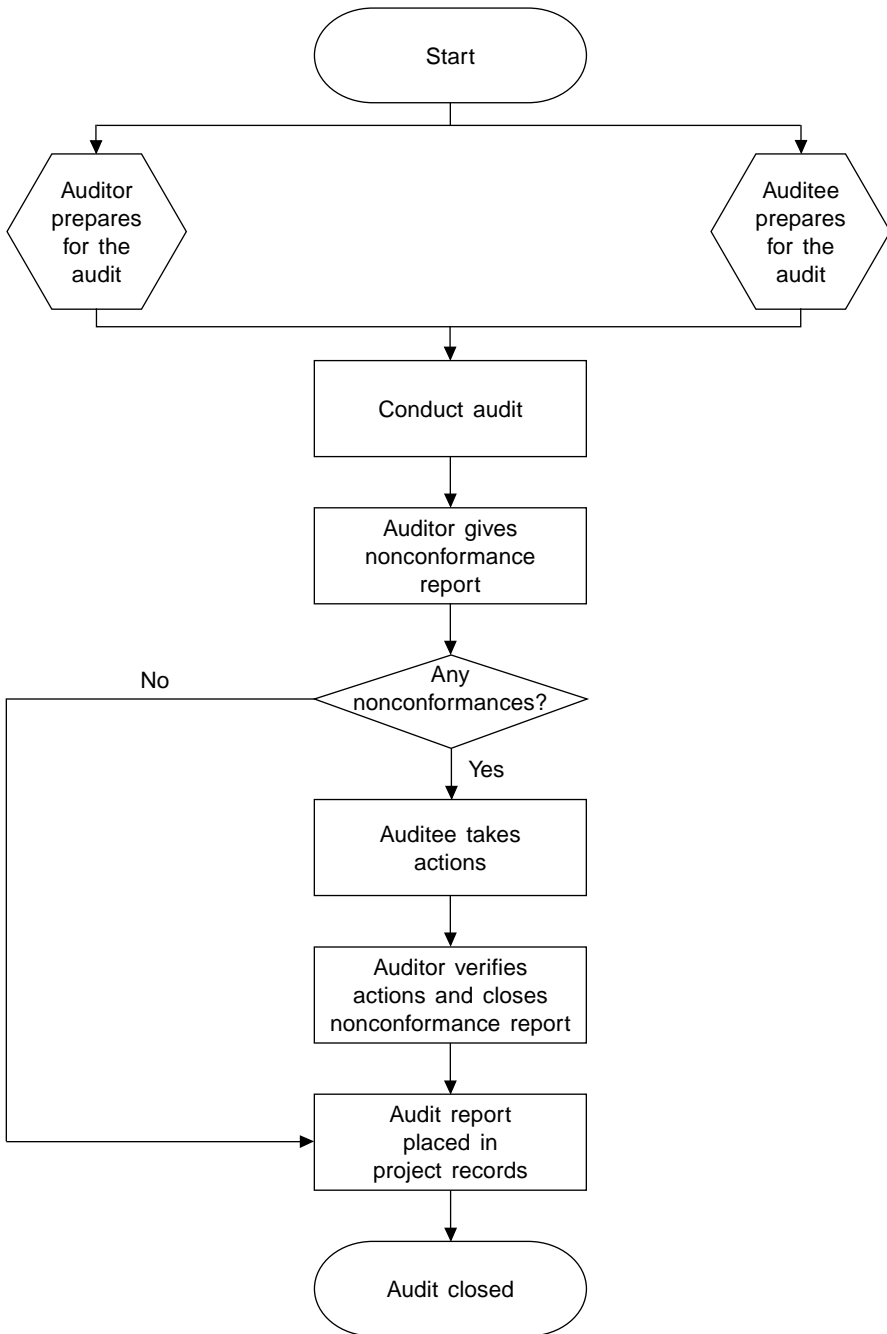 Start
Auditor
prepares
for the
audit
Auditee
prepares
for the
audit
Conduct audit
Auditor gives
nonconformance
report
Any
nonconformances?
No
Yes
Auditee takes
actions
Auditor verifies
actions and closes
nonconformance report
Audit report
placed in
project records
Audit closed